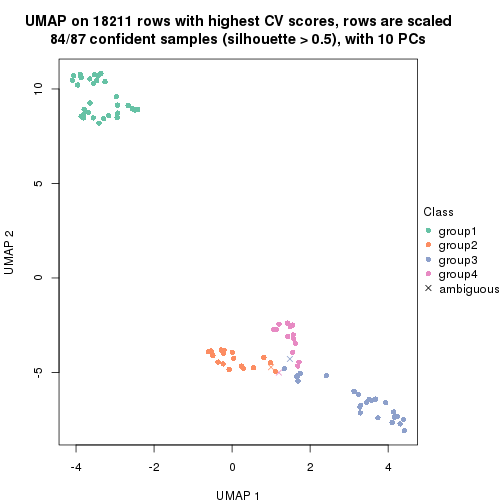 UMAP on 18211 rows with highest CV scores, rows are scaled
84/87 confident samples (silhouette > 0.5), with 10 PCs
10
5
0
-5
UMAP 2
-4
-2
0
2
4
UMAP 1
Class
group1
group2
group3
group4
ambiguous